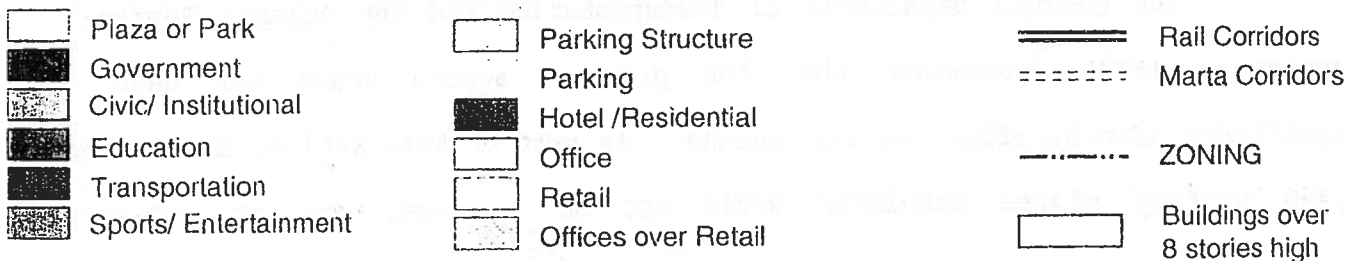 Plaza or Park
Government
Civic/ Institutional
Education
Transportation
Sports/ Entertainment
Parking Structure
Parking
Hotel /Residential
Office
Retail
Offices over Retail
Rail Corridors
Marta Corridors
ZONING
Buildings over
8 stories high